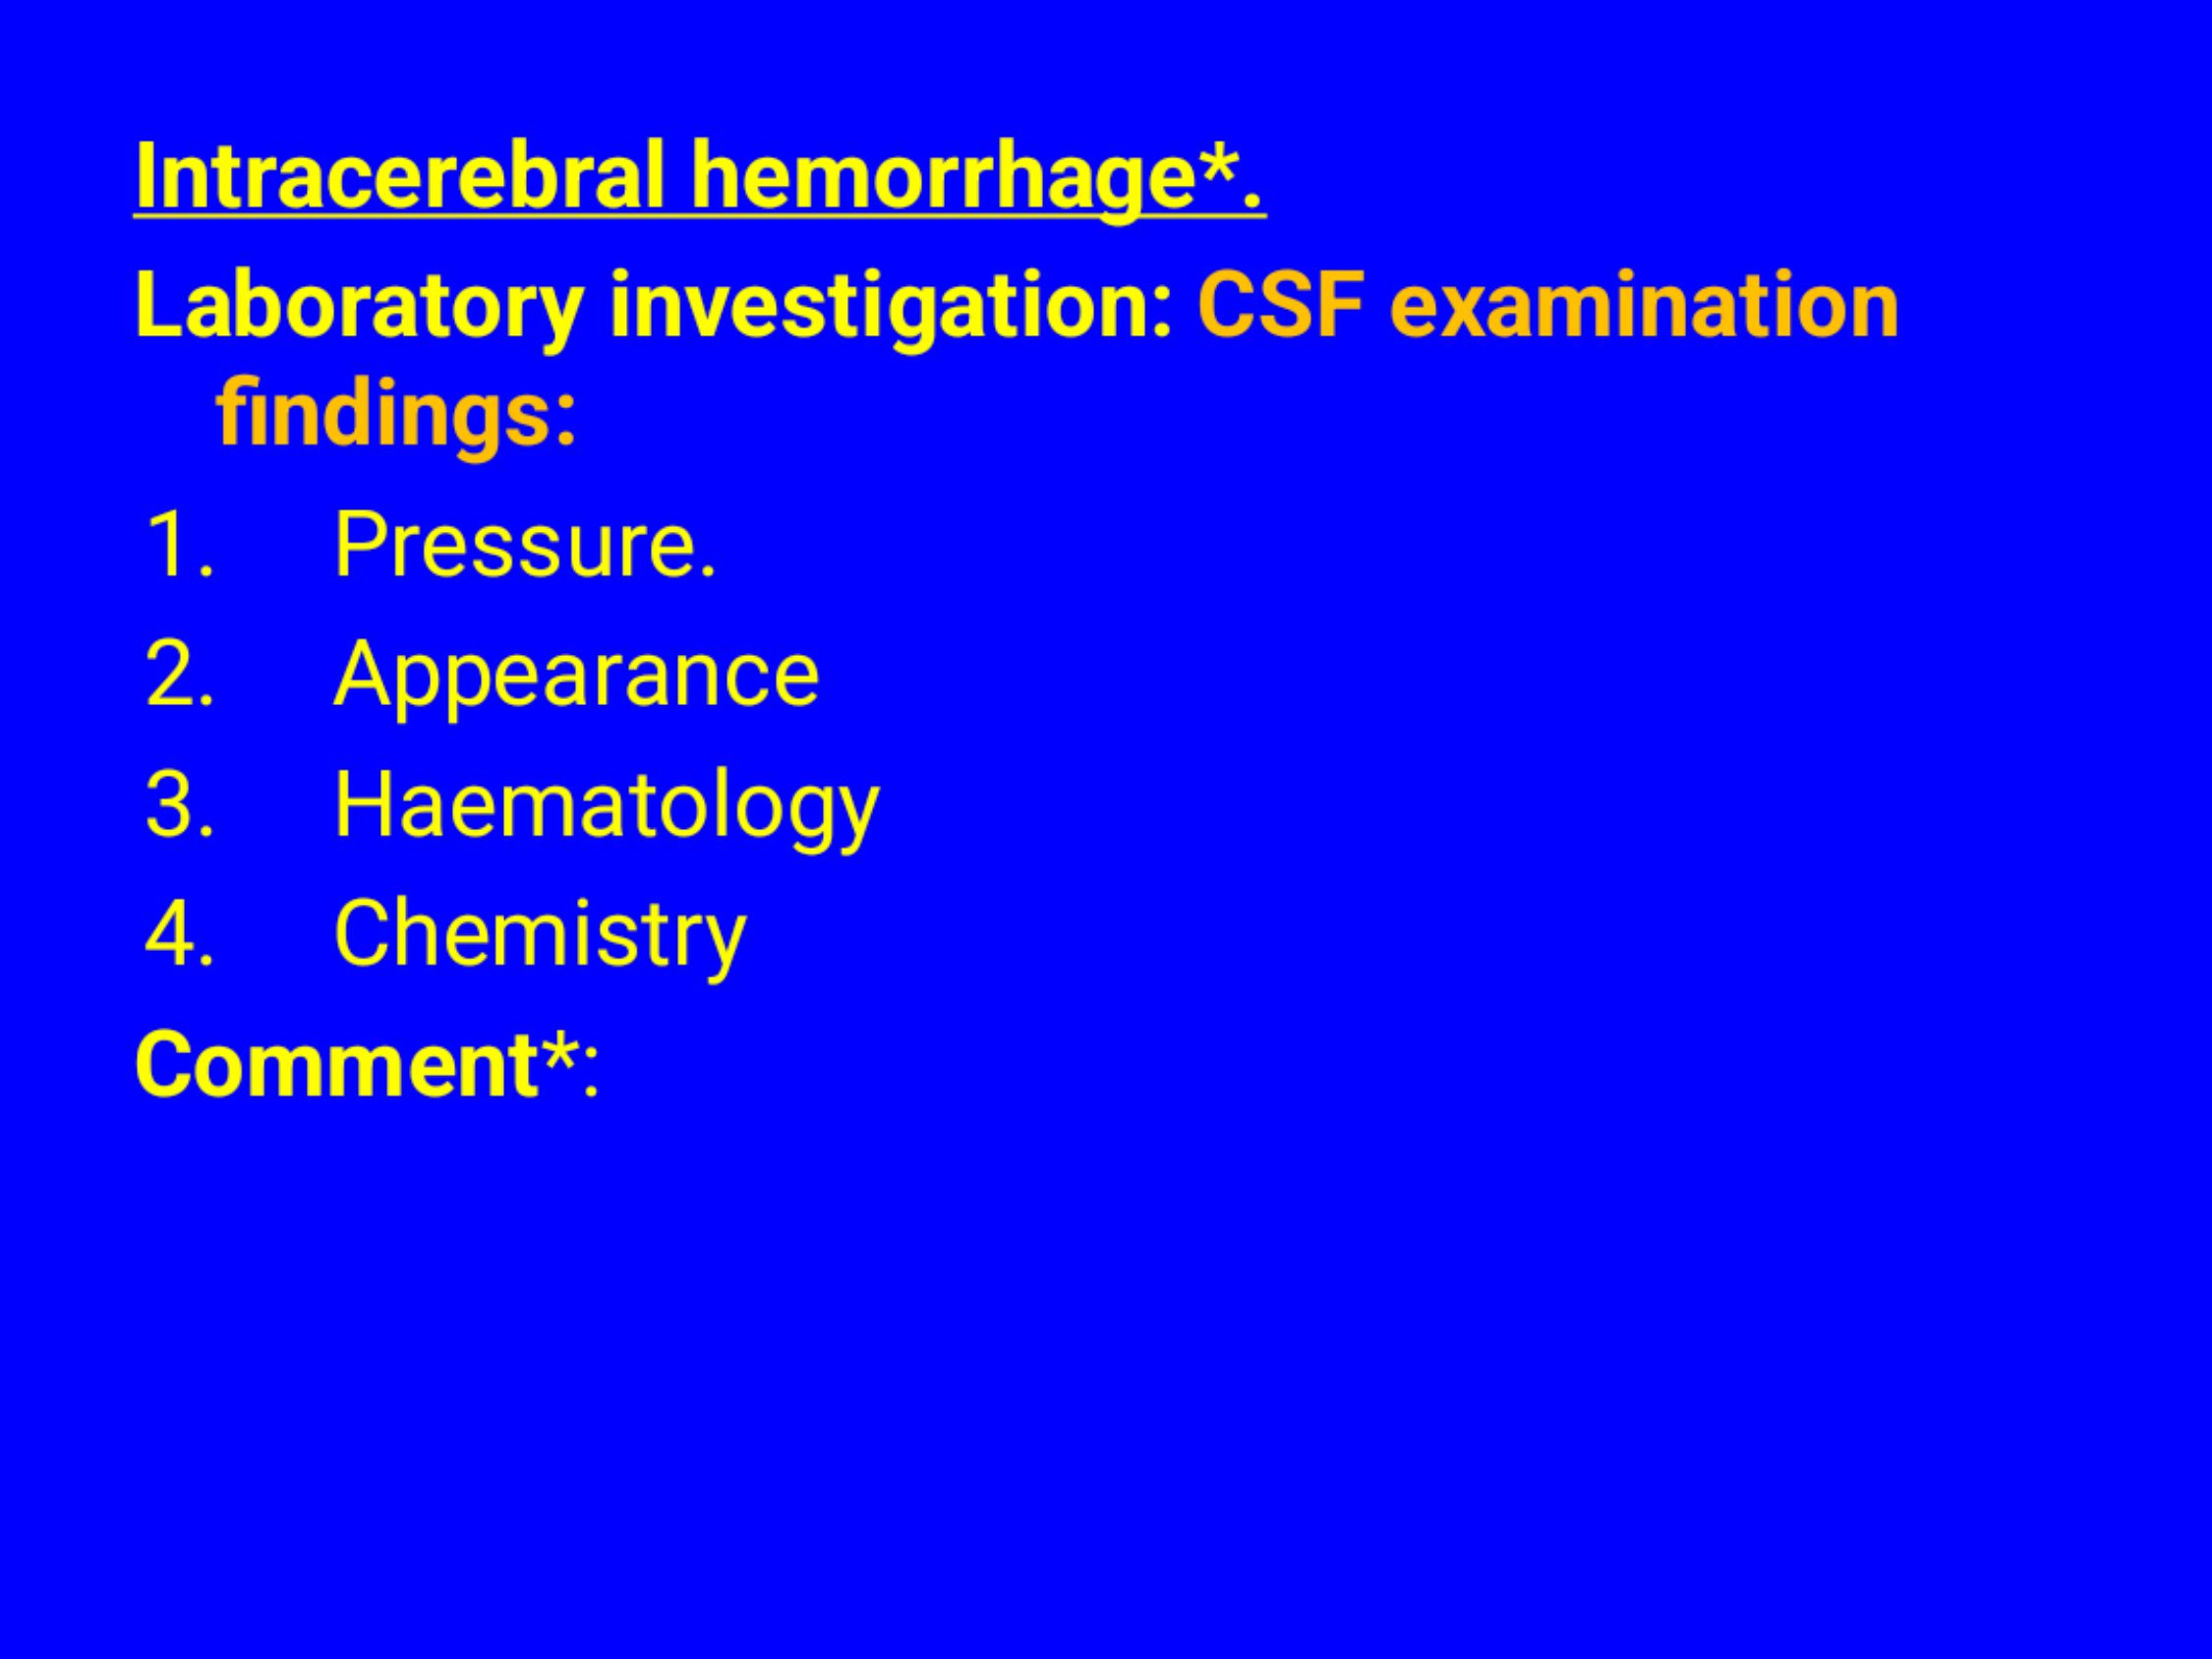 Intracerebral hemorrhage*.
Laboratory investigation: CSF examination
findings:
1. Pressure.
2. Appearance
3. Haematology
4. Chemistry
Comment*: